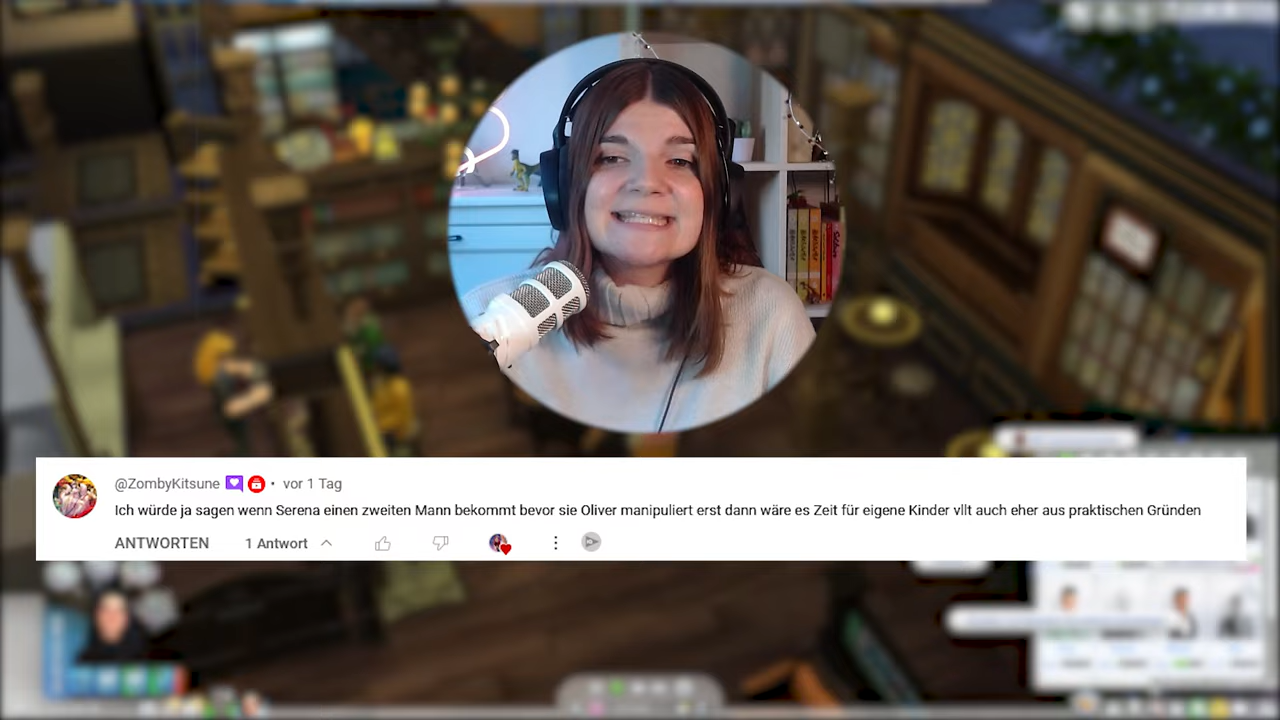 @ZombyKitsune • vor 1 Tag
Ich würde ja sagen wenn Serena einen zweiten Mann bekommt bevor sie Oliver manipuliert erst dann wäre es Zeit für eigene Kinder vllt auch eher aus praktischen Gründen
ANTWORTEN 1 Antwort